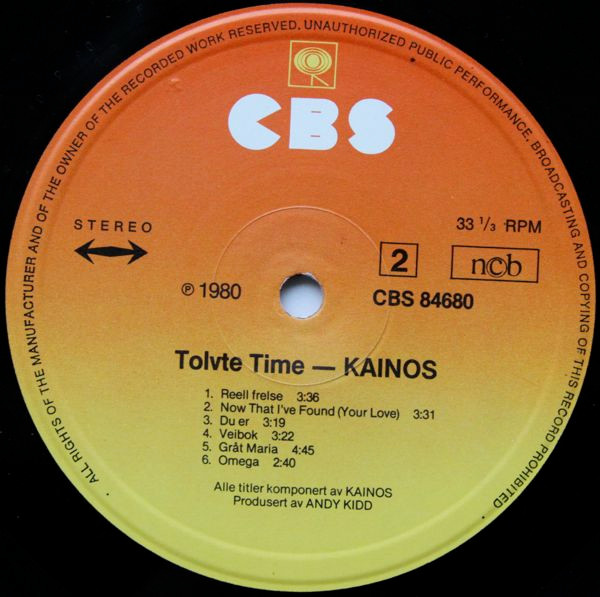 ALL RIGHTS OF THE MANUFACTURER AND OF THE OWNER OF THE RECORDED WORK RESERVED. UNAUTHORIZED PUBLIC PERFORMANCE, BROADCASTING AND COPYING OF THIS RECORD PROHIBITED
CBS
STEREO
33 1/3 RPM
2
n©b
℗ 1980
CBS 84680
Tolvte Time — KAINOS
1. Reell frelse 3:36
2. Now That I've Found (Your Love) 3:31
3. Du er 3:19
4. Veibok 3:22
5. Gråt Maria 4:45
6. Omega 2:40
Alle titler komponert av KAINOS
Produsert av ANDY KIDD